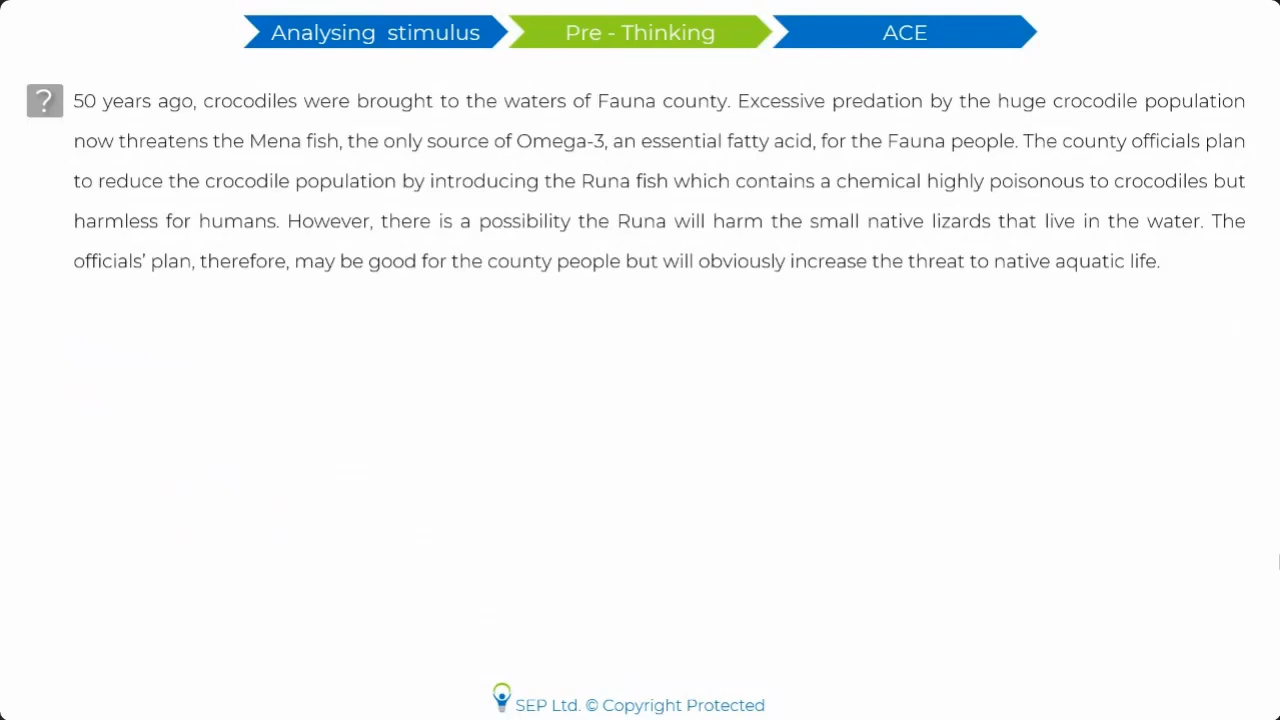 Analysing stimulus
Pre - Thinking
ACE
?
50 years ago, crocodiles were brought to the waters of Fauna county. Excessive predation by the huge crocodile population
now threatens the Mena fish, the only source of Omega-3, an essential fatty acid, for the Fauna people. The county officials plan
to reduce the crocodile population by introducing the Runa fish which contains a chemical highly poisonous to crocodiles but
harmless for humans. However, there is a possibility the Runa will harm the small native lizards that live in the water. The
officials’ plan, therefore, may be good for the county people but will obviously increase the threat to native aquatic life.
SEP Ltd. © Copyright Protected